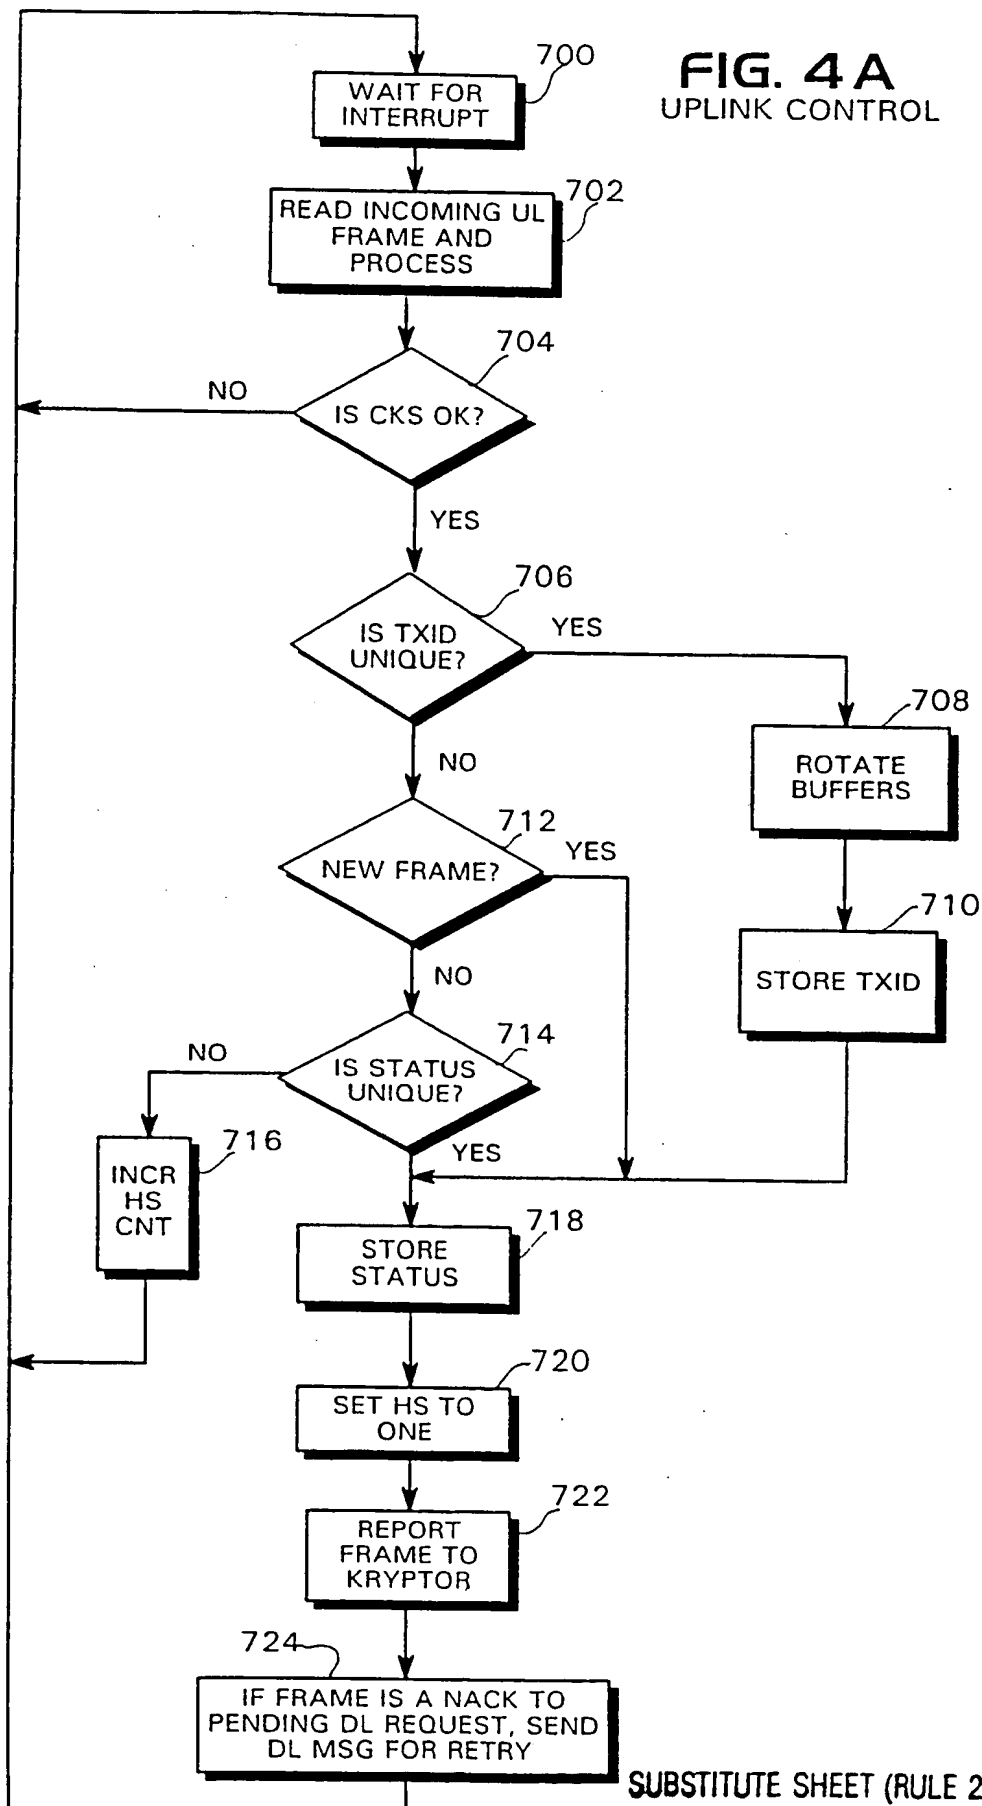 FIG. 4A
UPLINK CONTROL
700
WAIT FOR
INTERRUPT
702
READ INCOMING UL
FRAME AND
PROCESS
704
NO
IS CKS OK?
YES
706
IS TXID
UNIQUE?
YES
708
NO
ROTATE
BUFFERS
712
NEW FRAME?
YES
710
NO
STORE TXID
714
NO
IS STATUS
UNIQUE?
716
YES
INCR
HS
CNT
718
STORE
STATUS
720
SET HS TO
ONE
722
REPORT
FRAME TO
KRYPTOR
724
IF FRAME IS A NACK TO
PENDING DL REQUEST, SEND
DL MSG FOR RETRY
SUBSTITUTE SHEET (RULE 2